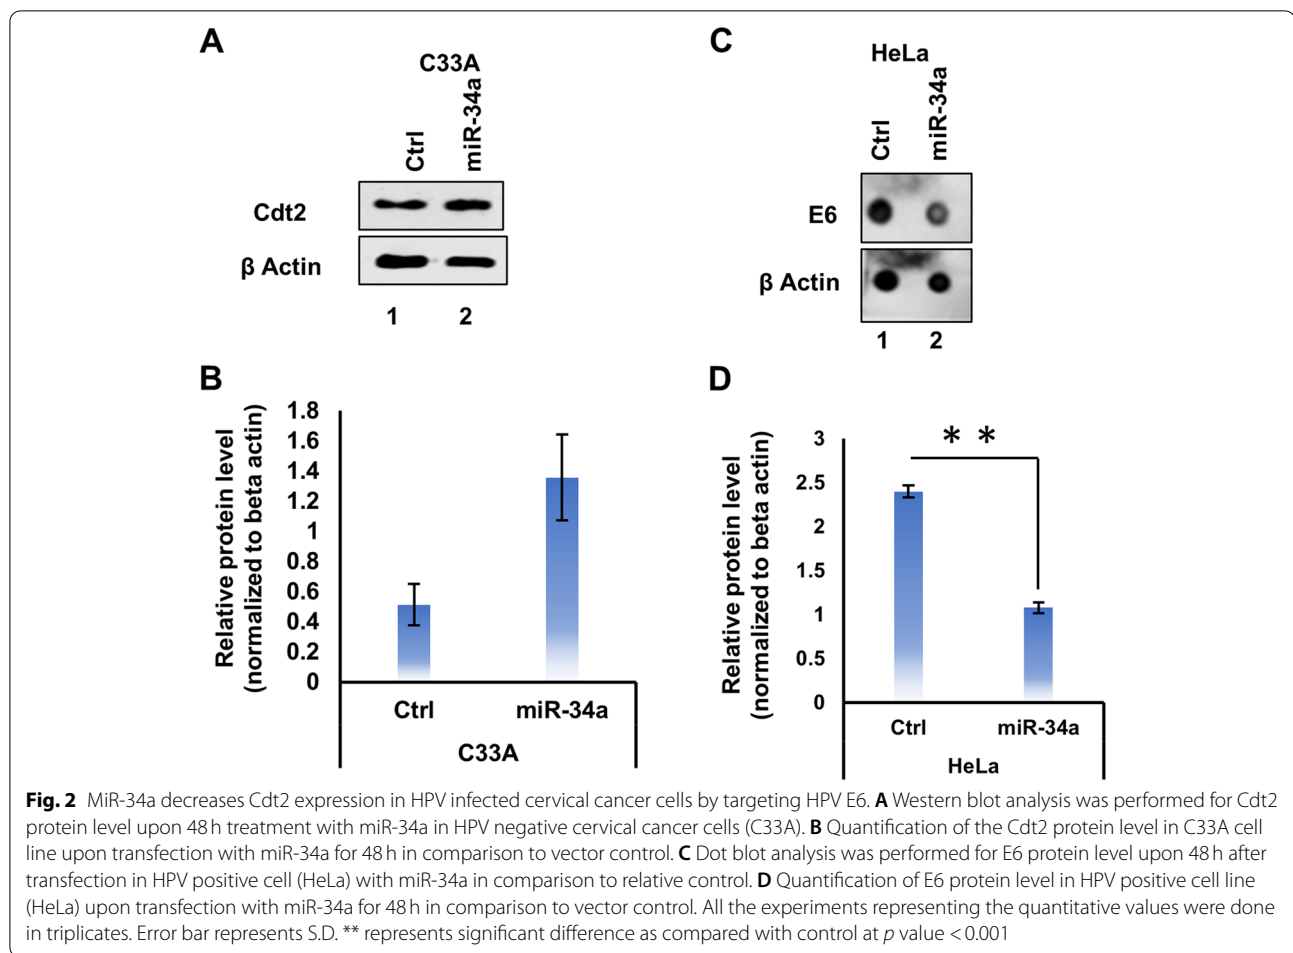 A
C33A
Ctrl
miR-34a
Cdt2
β Actin
1 2
B
Relative protein level
(normalized to beta actin)
1.8
1.6
1.4
1.2
1
0.8
0.6
0.4
0.2
0
Ctrl miR-34a
C33A
C
HeLa
Ctrl
miR-34a
E6
β Actin
1 2
D
Relative protein level
(normalized to beta actin)
3
2.5
2
1.5
1
0.5
0
* *
Ctrl miR-34a
HeLa
Fig. 2 MiR-34a decreases Cdt2 expression in HPV infected cervical cancer cells by targeting HPV E6. A Western blot analysis was performed for Cdt2
protein level upon 48 h treatment with miR-34a in HPV negative cervical cancer cells (C33A). B Quantification of the Cdt2 protein level in C33A cell
line upon transfection with miR-34a for 48 h in comparison to vector control. C Dot blot analysis was performed for E6 protein level upon 48 h after
transfection in HPV positive cell (HeLa) with miR-34a in comparison to relative control. D Quantification of E6 protein level in HPV positive cell line
(HeLa) upon transfection with miR-34a for 48 h in comparison to vector control. All the experiments representing the quantitative values were done
in triplicates. Error bar represents S.D. ** represents significant difference as compared with control at p value < 0.001